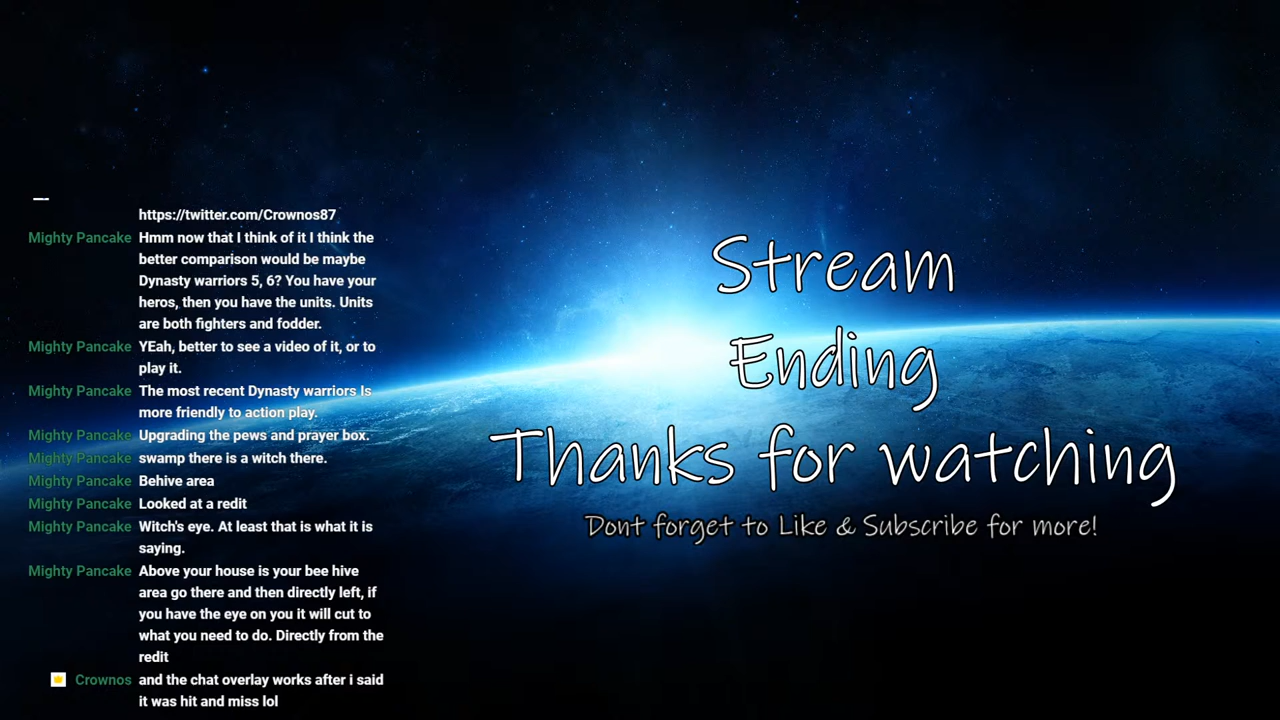 https://twitter.com/Crownos87
Mighty Pancake Hmm now that I think of it I think the
better comparison would be maybe
Dynasty warriors 5, 6? You have your
heros, then you have the units. Units
are both fighters and fodder.
Mighty Pancake YEah, better to see a video of it, or to
play it.
Mighty Pancake The most recent Dynasty warriors Is
more friendly to action play.
Mighty Pancake Upgrading the pews and prayer box.
Mighty Pancake swamp there is a witch there.
Mighty Pancake Behive area
Mighty Pancake Looked at a redit
Mighty Pancake Witch's eye. At least that is what it is
saying.
Mighty Pancake Above your house is your bee hive
area go there and then directly left, if
you have the eye on you it will cut to
what you need to do. Directly from the
redit
Crownos and the chat overlay works after i said
it was hit and miss lol
Stream
Ending
Thanks for watching
Dont forget to Like & Subscribe for more!